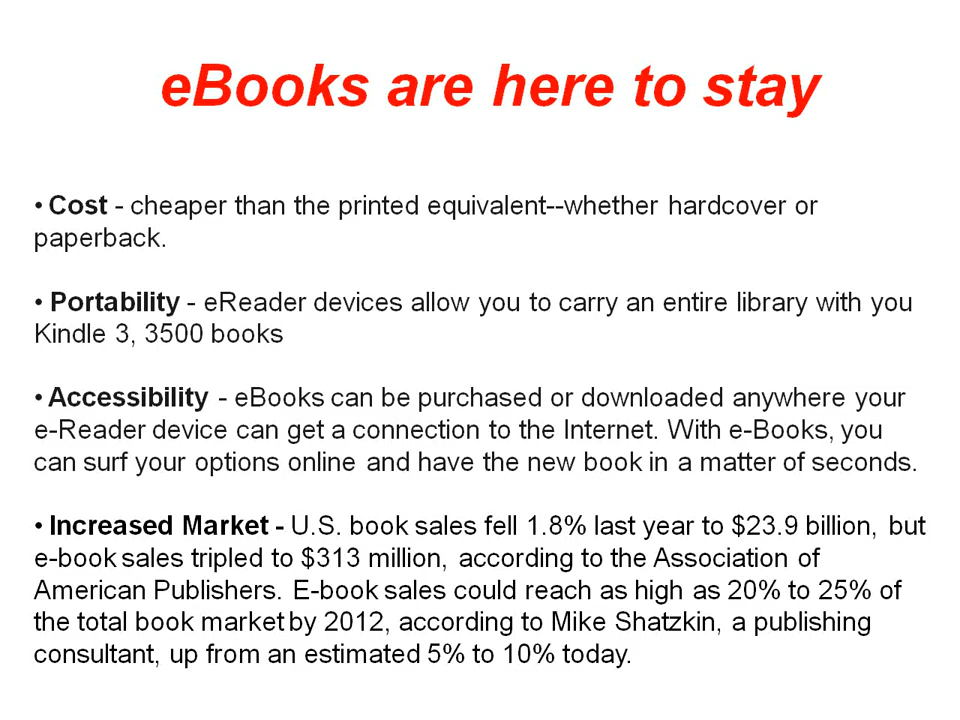 eBooks are here to stay
• Cost - cheaper than the printed equivalent--whether hardcover or
paperback.
• Portability - eReader devices allow you to carry an entire library with you
Kindle 3, 3500 books
• Accessibility - eBooks can be purchased or downloaded anywhere your
e-Reader device can get a connection to the Internet. With e-Books, you
can surf your options online and have the new book in a matter of seconds.
• Increased Market - U.S. book sales fell 1.8% last year to $23.9 billion, but
e-book sales tripled to $313 million, according to the Association of
American Publishers. E-book sales could reach as high as 20% to 25% of
the total book market by 2012, according to Mike Shatzkin, a publishing
consultant, up from an estimated 5% to 10% today.